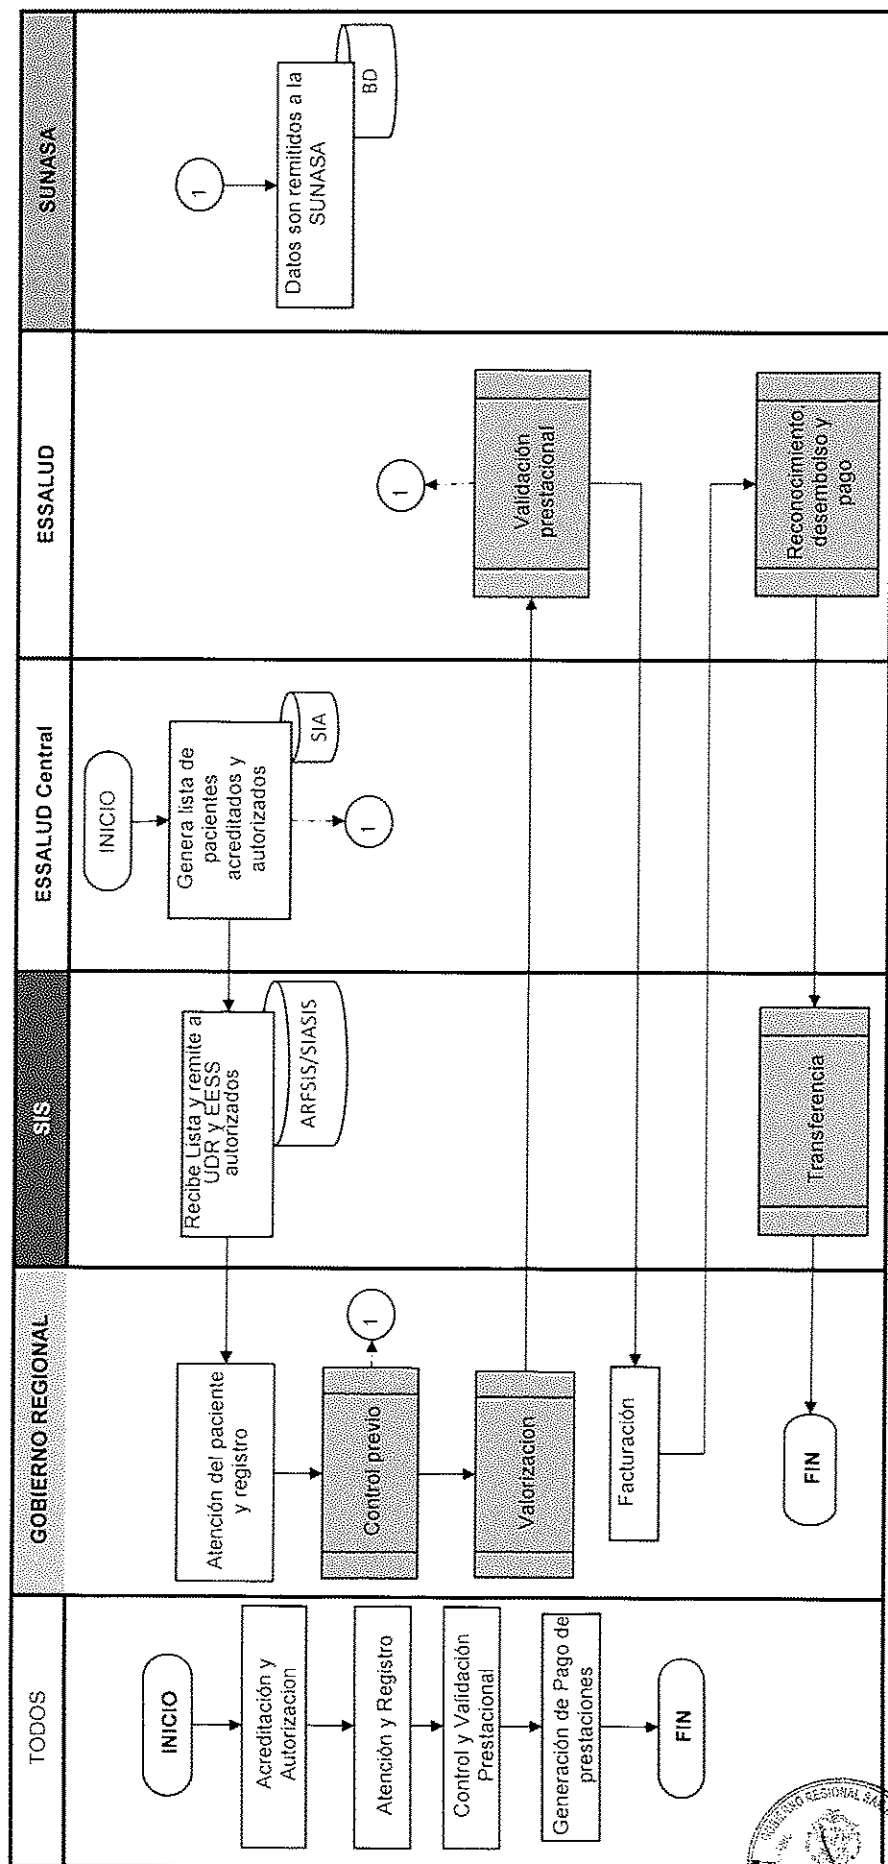 TODOS
INICIO
Acreditación y
Autorizacion
Atención y Registro
Control y Validación
Prestacional
Generación de Pago de
prestaciones
FIN
GOBIERNO REGIONAL
Atención del paciente
y registro
Control previo
1
Valorizacion
Facturación
FIN
SIS
Recibe Lista y remite a
UDR y EESS
autorizados
ARFSIS/SIASIS
Transferencia
ESSALUD Central
INICIO
Genera lista de
pacientes
acreditados y
autorizados
SIA
1
ESSALUD
1
Validación
prestacional
Reconocimiento,
desembolso y
pago
SUNASA
1
Datos son remitidos a la
SUNASA
BD
GOBIERNO REGIONAL